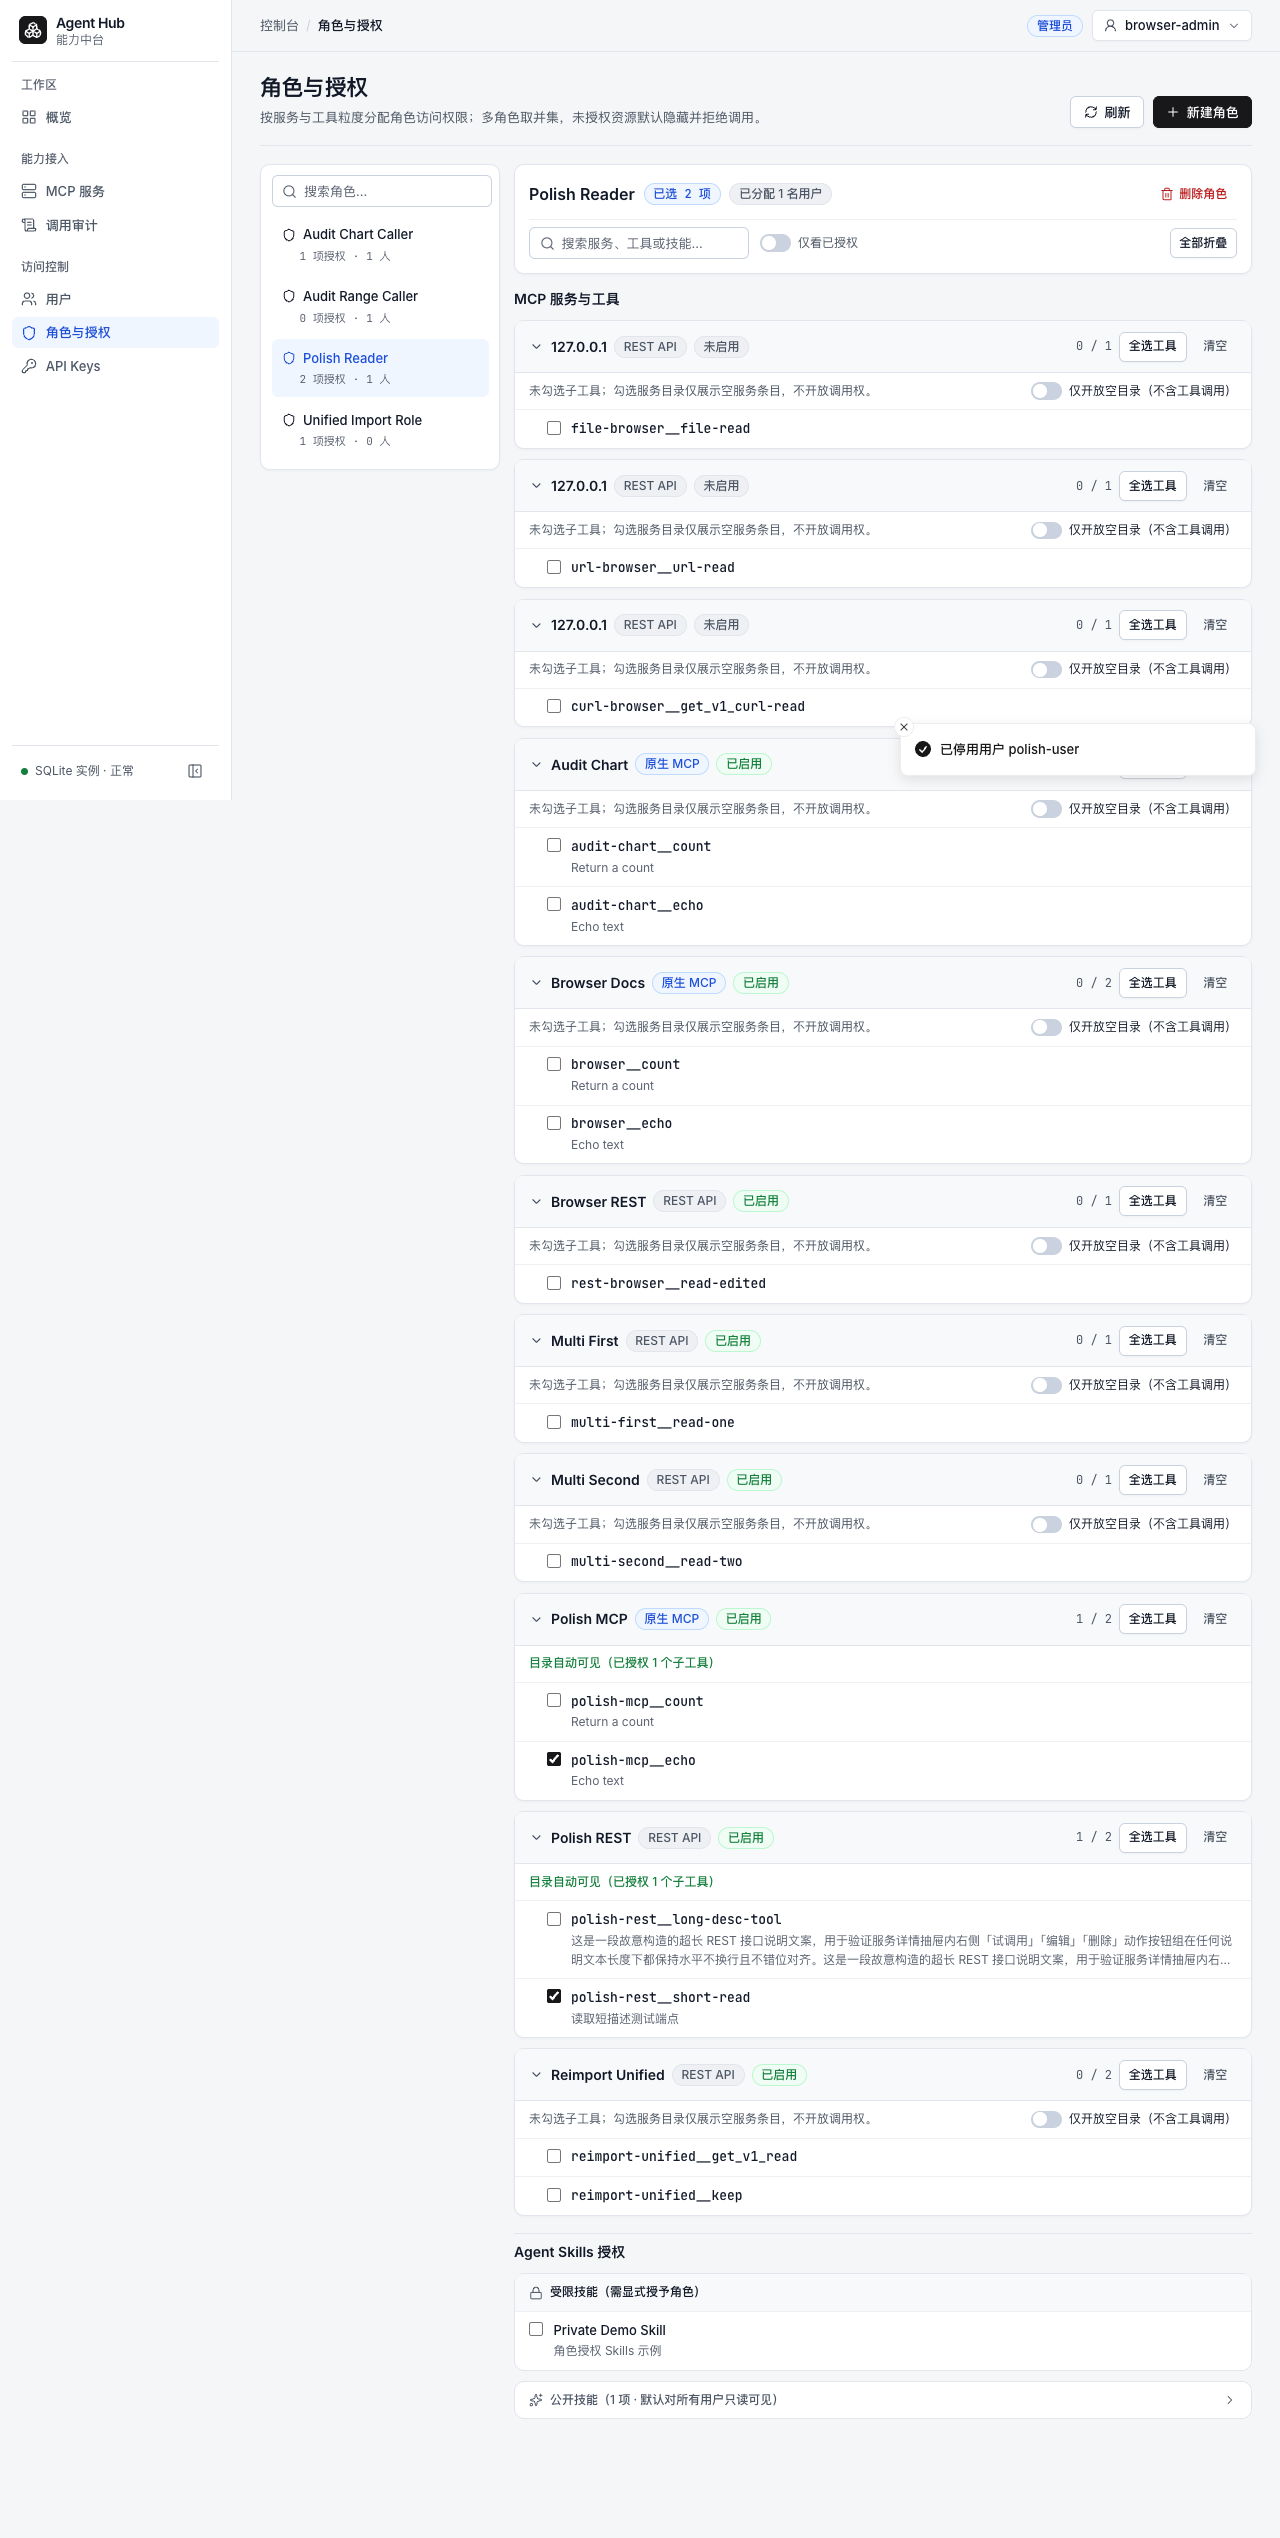 Agent Hub
能力中台
工作区
概览
能力接入
MCP 服务
调用审计
访问控制
用户
角色与授权
API Keys
SQLite 实例 · 正常
控制台 / 角色与授权
管理员
browser-admin
角色与授权
按服务与工具粒度分配角色访问权限；多角色取并集，未授权资源默认隐藏并拒绝调用。
刷新
新建角色
搜索角色...
Audit Chart Caller
1 项授权 · 1 人
Audit Range Caller
0 项授权 · 1 人
Polish Reader
2 项授权 · 1 人
Unified Import Role
1 项授权 · 0 人
Polish Reader 已选 2 项 已分配 1 名用户 删除角色
搜索服务、工具或技能... 仅看已授权 全部折叠
MCP 服务与工具
127.0.0.1 REST API 未启用 0 / 1 全选工具 清空
未勾选子工具；勾选服务目录仅展示空服务条目，不开放调用权。 仅开放空目录（不含工具调用）
file-browser__file-read
127.0.0.1 REST API 未启用 0 / 1 全选工具 清空
未勾选子工具；勾选服务目录仅展示空服务条目，不开放调用权。 仅开放空目录（不含工具调用）
url-browser__url-read
127.0.0.1 REST API 未启用 0 / 1 全选工具 清空
未勾选子工具；勾选服务目录仅展示空服务条目，不开放调用权。 仅开放空目录（不含工具调用）
curl-browser__get_v1_curl-read
已停用用户 polish-user
Audit Chart 原生 MCP 已启用
未勾选子工具；勾选服务目录仅展示空服务条目，不开放调用权。 仅开放空目录（不含工具调用）
audit-chart__count
Return a count
audit-chart__echo
Echo text
Browser Docs 原生 MCP 已启用 0 / 2 全选工具 清空
未勾选子工具；勾选服务目录仅展示空服务条目，不开放调用权。 仅开放空目录（不含工具调用）
browser__count
Return a count
browser__echo
Echo text
Browser REST REST API 已启用 0 / 1 全选工具 清空
未勾选子工具；勾选服务目录仅展示空服务条目，不开放调用权。 仅开放空目录（不含工具调用）
rest-browser__read-edited
Multi First REST API 已启用 0 / 1 全选工具 清空
未勾选子工具；勾选服务目录仅展示空服务条目，不开放调用权。 仅开放空目录（不含工具调用）
multi-first__read-one
Multi Second REST API 已启用 0 / 1 全选工具 清空
未勾选子工具；勾选服务目录仅展示空服务条目，不开放调用权。 仅开放空目录（不含工具调用）
multi-second__read-two
Polish MCP 原生 MCP 已启用 1 / 2 全选工具 清空
目录自动可见（已授权 1 个子工具）
polish-mcp__count
Return a count
polish-mcp__echo
Echo text
Polish REST REST API 已启用 1 / 2 全选工具 清空
目录自动可见（已授权 1 个子工具）
polish-rest__long-desc-tool
这是一段故意构造的超长 REST 接口说明文案，用于验证服务详情抽屉内右侧「试调用」「编辑」「删除」动作按钮组在任何说
明文本长度下都保持水平不换行且不错位对齐。这是一段故意构造的超长 REST 接口说明文案，用于验证服务详情抽屉内右...
polish-rest__short-read
读取短描述测试端点
Reimport Unified REST API 已启用 0 / 2 全选工具 清空
未勾选子工具；勾选服务目录仅展示空服务条目，不开放调用权。 仅开放空目录（不含工具调用）
reimport-unified__get_v1_read
reimport-unified__keep
Agent Skills 授权
受限技能（需显式授予角色）
Private Demo Skill
角色授权 Skills 示例
公开技能（1 项 · 默认对所有用户只读可见）